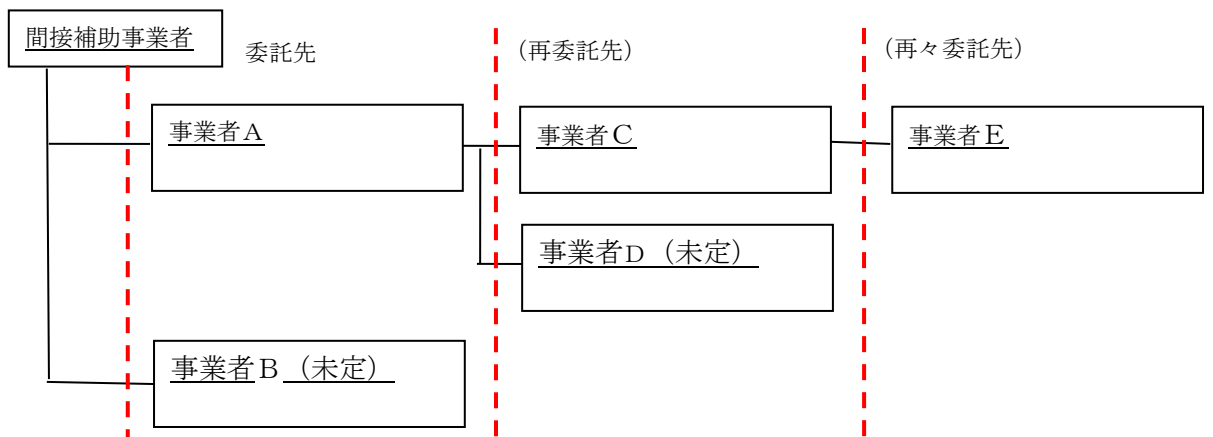 間接補助事業者
委託先
（再委託先）
（再々委託先）
事業者A
事業者C
事業者E
事業者D（未定）
事業者B（未定）